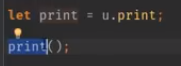 let print = u.print;
print();